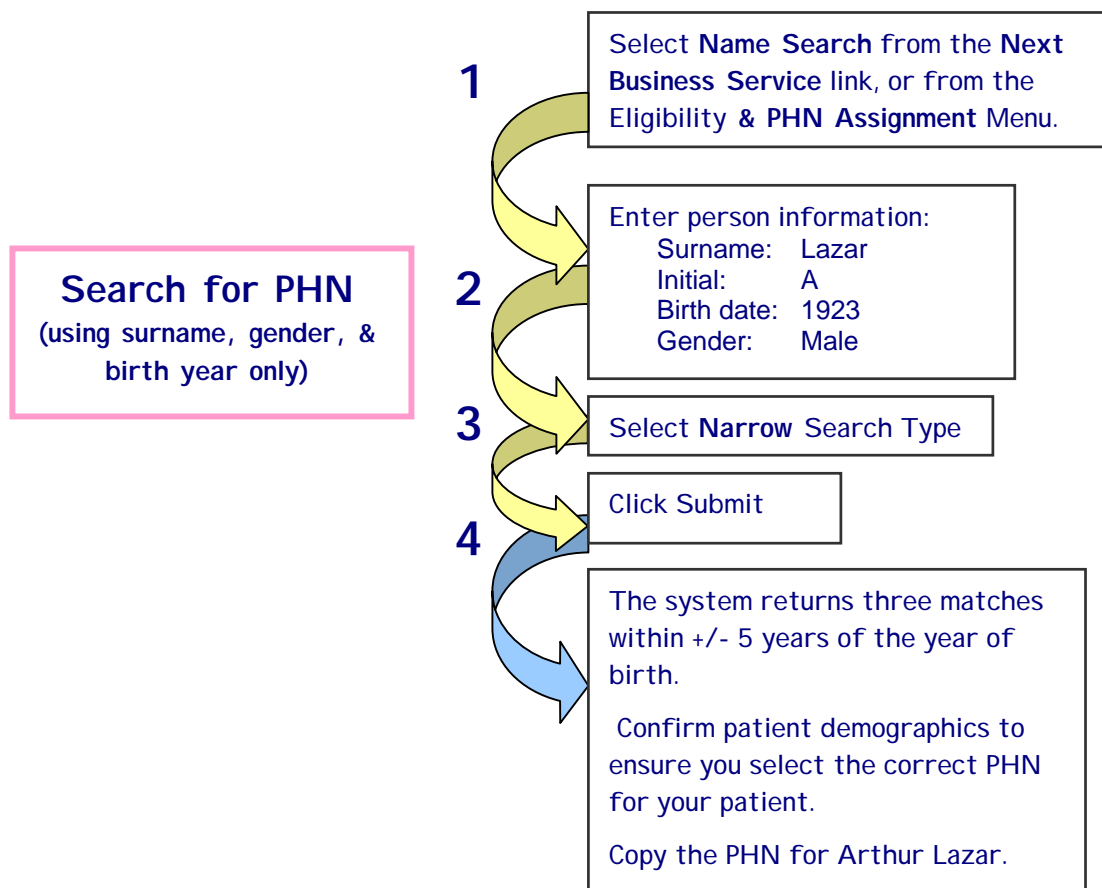 Search for PHN
(using surname, gender, &
birth year only)
1
Select Name Search from the Next
Business Service link, or from the
Eligibility & PHN Assignment Menu.
2
Enter person information:
Surname: Lazar
Initial: A
Birth date: 1923
Gender: Male
3
Select Narrow Search Type
4
Click Submit
The system returns three matches
within +/- 5 years of the year of
birth.
Confirm patient demographics to
ensure you select the correct PHN
for your patient.
Copy the PHN for Arthur Lazar.